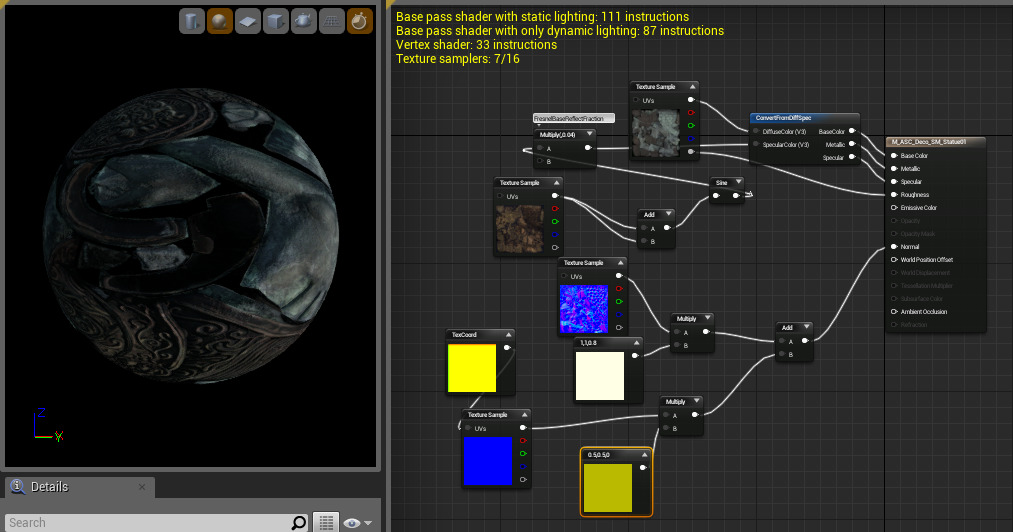 Base pass shader with static lighting: 111 instructions
Base pass shader with only dynamic lighting: 87 instructions
Vertex shader: 33 instructions
Texture samplers: 7/16
Texture Sample
UVs
FresnelBaseReflectFraction
Multiply(,0.04)
A
B
ConvertFromDiffSpec
DiffuseColor (V3)
SpecularColor (V3)
BaseColor
Metallic
Specular
M_ASC_Deco_SM_Statue01
Base Color
Metallic
Specular
Roughness
Emissive Color
Opacity
Opacity Mask
Normal
World Position Offset
World Displacement
Tessellation Multiplier
Subsurface Color
Ambient Occlusion
Refraction
Texture Sample
UVs
Sine
Add
A
B
Texture Sample
UVs
Multiply
A
B
Add
A
B
TexCoord
1,1,0.8
Texture Sample
UVs
Multiply
A
B
0.5,0.5,0
Z
X
Details
Search